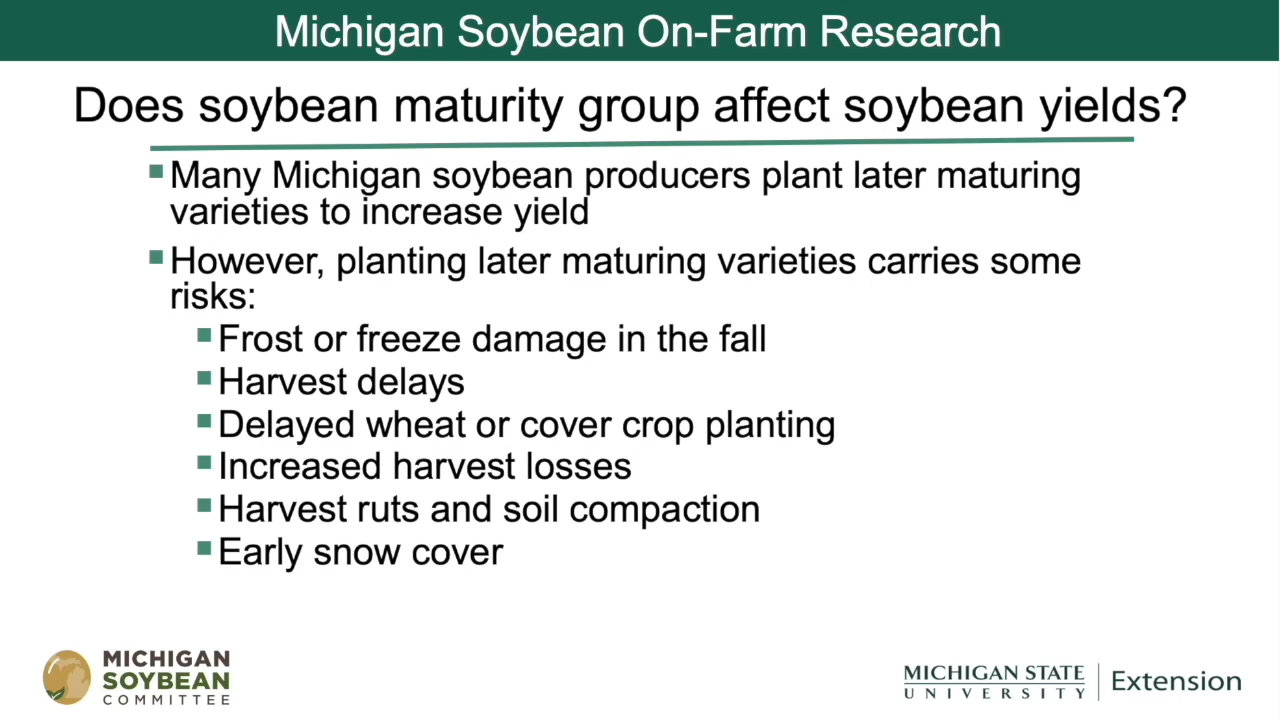 Michigan Soybean On-Farm Research
Does soybean maturity group affect soybean yields?
Many Michigan soybean producers plant later maturing
varieties to increase yield
However, planting later maturing varieties carries some
risks:
Frost or freeze damage in the fall
Harvest delays
Delayed wheat or cover crop planting
Increased harvest losses
Harvest ruts and soil compaction
Early snow cover
MICHIGAN
SOYBEAN
COMMITTEE
MICHIGAN STATE
UNIVERSITY
Extension